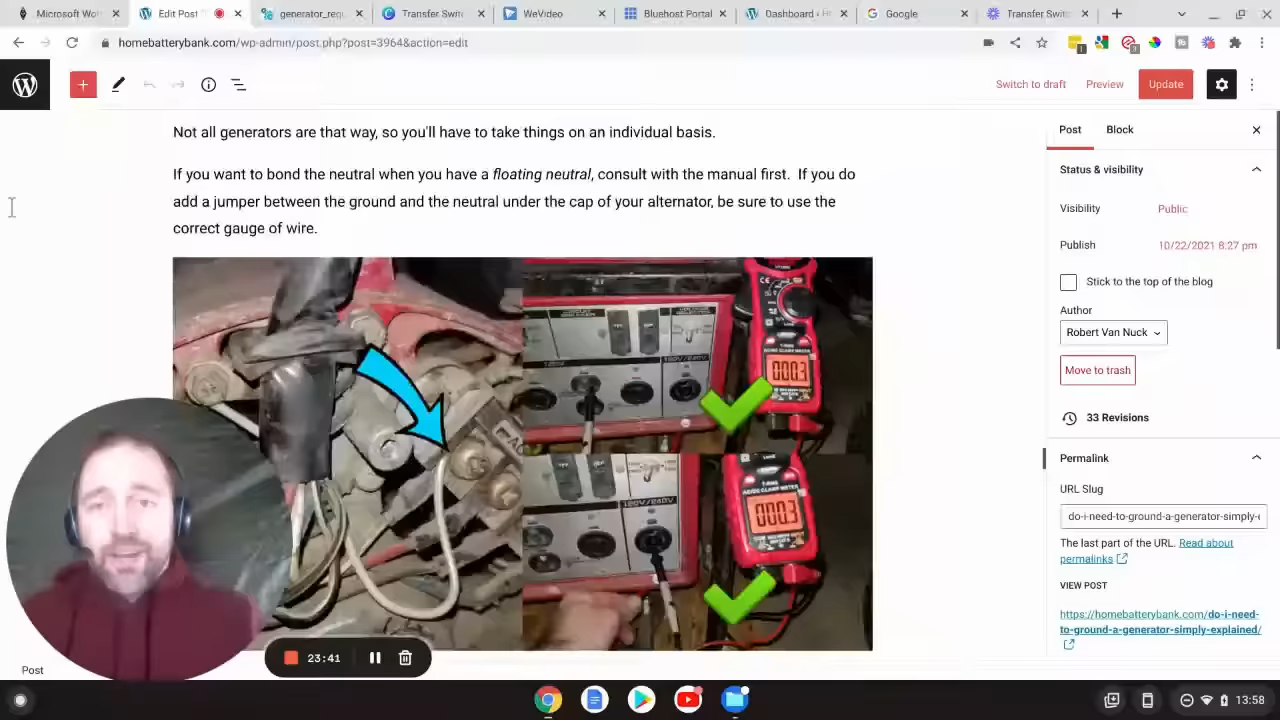 Microsoft Wor
Edit Post
generator_requ
Transfer Swit
WeVideo
Bluehost Portal
Dashboard ‹ H
Google
Transfer Swit
homebatterybank.com/wp-admin/post.php?post=3964&action=edit
Switch to draft
Preview
Update
Not all generators are that way, so you'll have to take things on an individual basis.
If you want to bond the neutral when you have a floating neutral, consult with the manual first. If you do
add a jumper between the ground and the neutral under the cap of your alternator, be sure to use the
correct gauge of wire.
000.3
120V/240V
000.3
23:41
Post
Post
Block
Status & visibility
Visibility
Public
Publish
10/22/2021 8:27 pm
Stick to the top of the blog
Author
Robert Van Nuck
Move to trash
33 Revisions
Permalink
URL Slug
do-i-need-to-ground-a-generator-simply-
The last part of the URL. Read about
permalinks
VIEW POST
https://homebatterybank.com/do-i-need-
to-ground-a-generator-simply-explained/
13:58